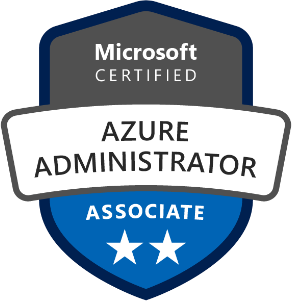 Microsoft
CERTIFIED
AZURE
ADMINISTRATOR
ASSOCIATE